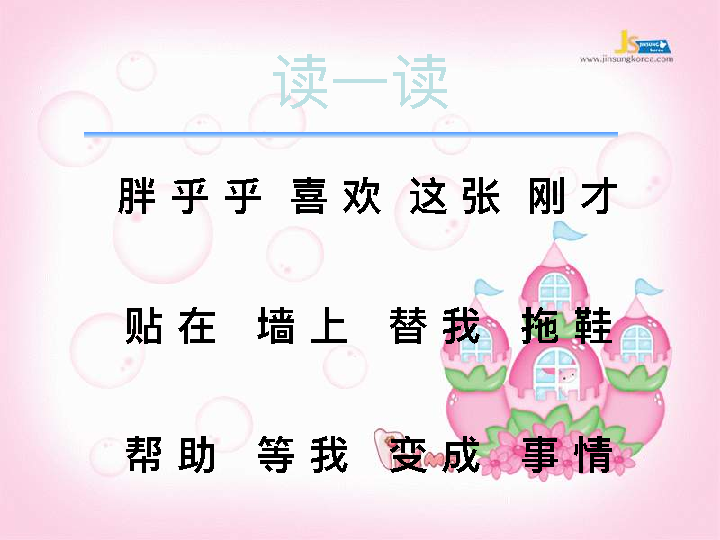 JS JINSUNG Korea
www.jinsungkorea.com
读一读
胖乎乎 喜欢 这张 刚才
贴在 墙上 替我 拖鞋
帮助 等我 变成 事情